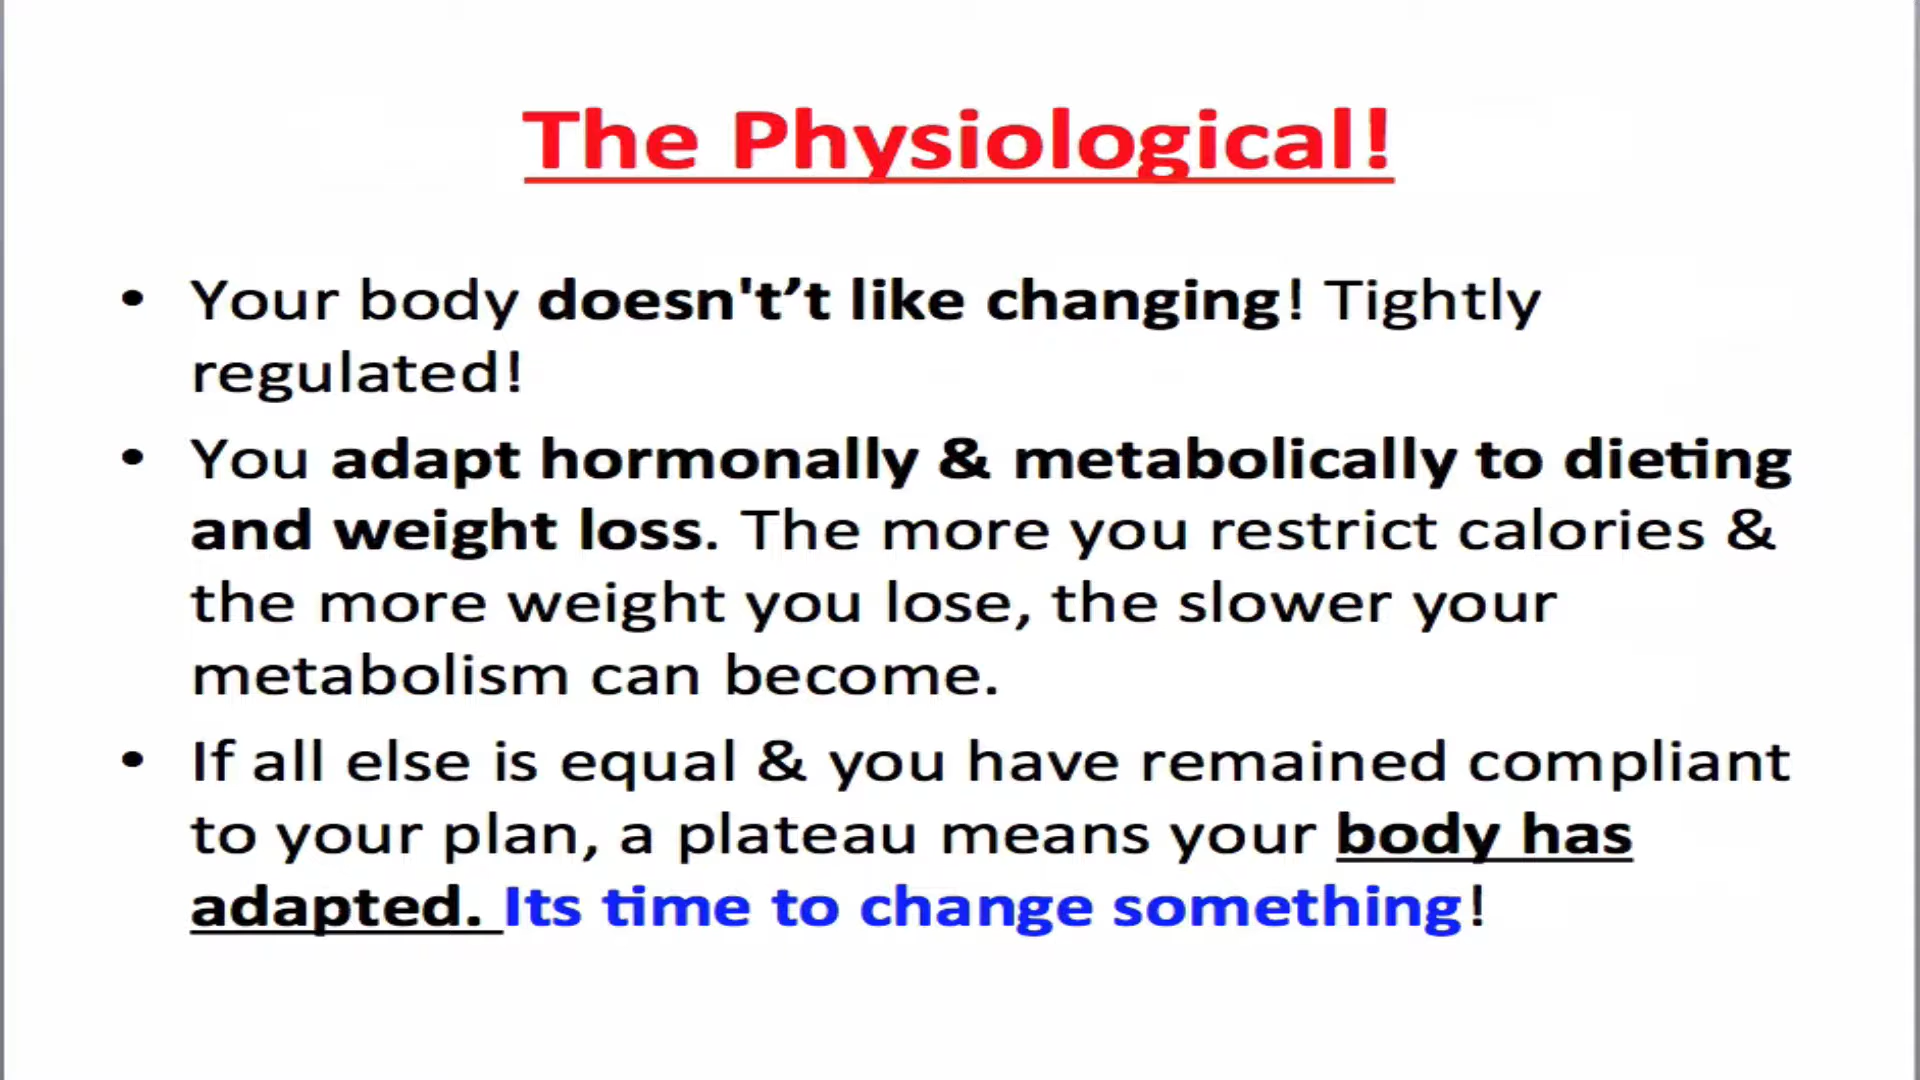 The Physiological!
• Your body doesn't’t like changing! Tightly
regulated!
• You adapt hormonally & metabolically to dieting
and weight loss. The more you restrict calories &
the more weight you lose, the slower your
metabolism can become.
• If all else is equal & you have remained compliant
to your plan, a plateau means your body has
adapted. Its time to change something!